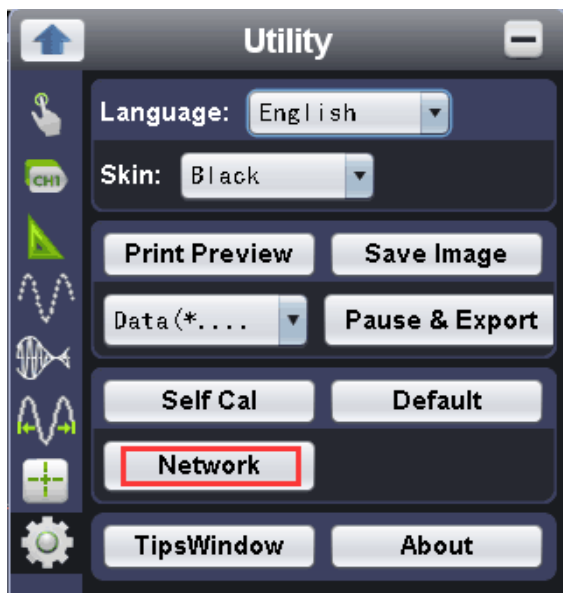 Utility
CH1
Language: English
Skin: Black
Print Preview Save Image
Data(*.... Pause & Export
Self Cal Default
Network
TipsWindow About